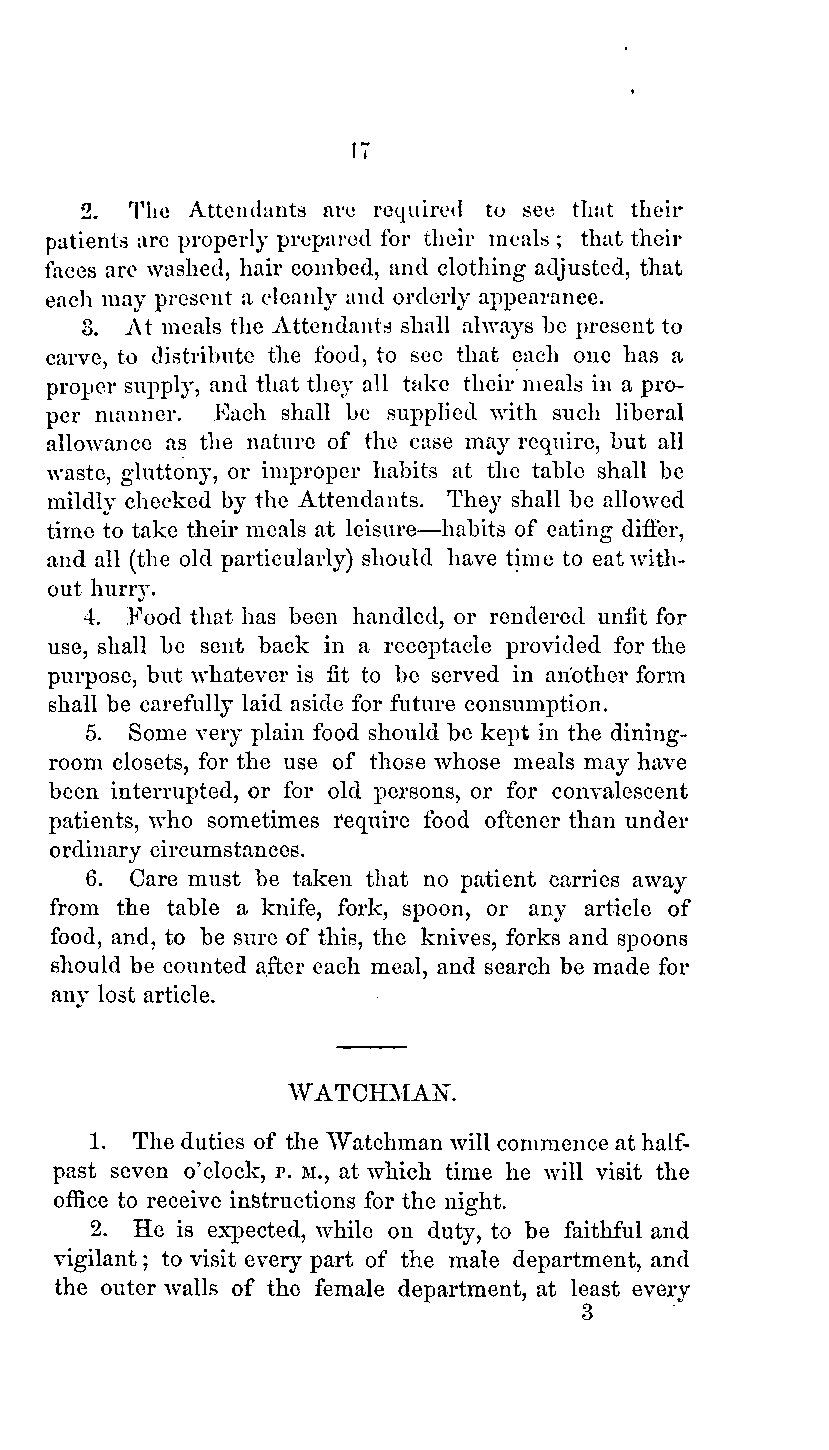 17
2. The Attendants are required to see that their
patients are properly prepared for their meals; that their
faces are washed, hair combed, and clothing adjusted, that
each may present a cleanly and orderly appearance.
3. At meals the Attendants shall always be present to
carve, to distribute the food, to see that each one has a
proper supply, and that they all take their meals in a pro-
per manner. Each shall be supplied with such liberal
allowance as the nature of the case may require, but all
waste, gluttony, or improper habits at the table shall be
mildly checked by the Attendants. They shall be allowed
time to take their meals at leisure—habits of eating differ,
and all (the old particularly) should have time to eat with-
out hurry.
4. Food that has been handled, or rendered unfit for
use, shall be sent back in a receptacle provided for the
purpose, but whatever is fit to be served in another form
shall be carefully laid aside for future consumption.
5. Some very plain food should be kept in the dining-
room closets, for the use of those whose meals may have
been interrupted, or for old persons, or for convalescent
patients, who sometimes require food oftener than under
ordinary circumstances.
6. Care must be taken that no patient carries away
from the table a knife, fork, spoon, or any article of
food, and, to be sure of this, the knives, forks and spoons
should be counted after each meal, and search be made for
any lost article.
WATCHMAN.
1. The duties of the Watchman will commence at half-
past seven o'clock, P. M., at which time he will visit the
office to receive instructions for the night.
2. He is expected, while on duty, to be faithful and
vigilant; to visit every part of the male department, and
the outer walls of the female department, at least every
3